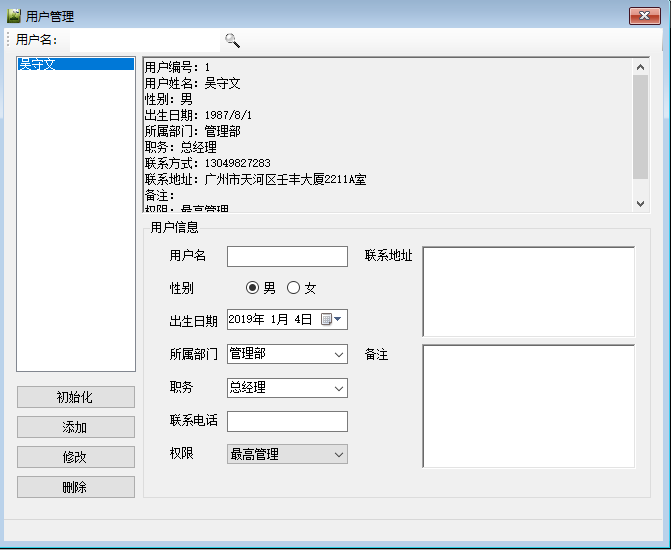 用户管理
用户名:
吴守文
用户编号: 1
用户姓名: 吴守文
性别: 男
出生日期: 1987/8/1
所属部门: 管理部
职务: 总经理
联系方式: 13049827283
联系地址: 广州市天河区壬丰大厦2211A室
备注:
权限: 最高管理
用户信息
用户名
联系地址
性别 男 女
出生日期 2019年 1月 4日
所属部门 管理部
备注
职务 总经理
联系电话
权限 最高管理
初始化
添加
修改
删除